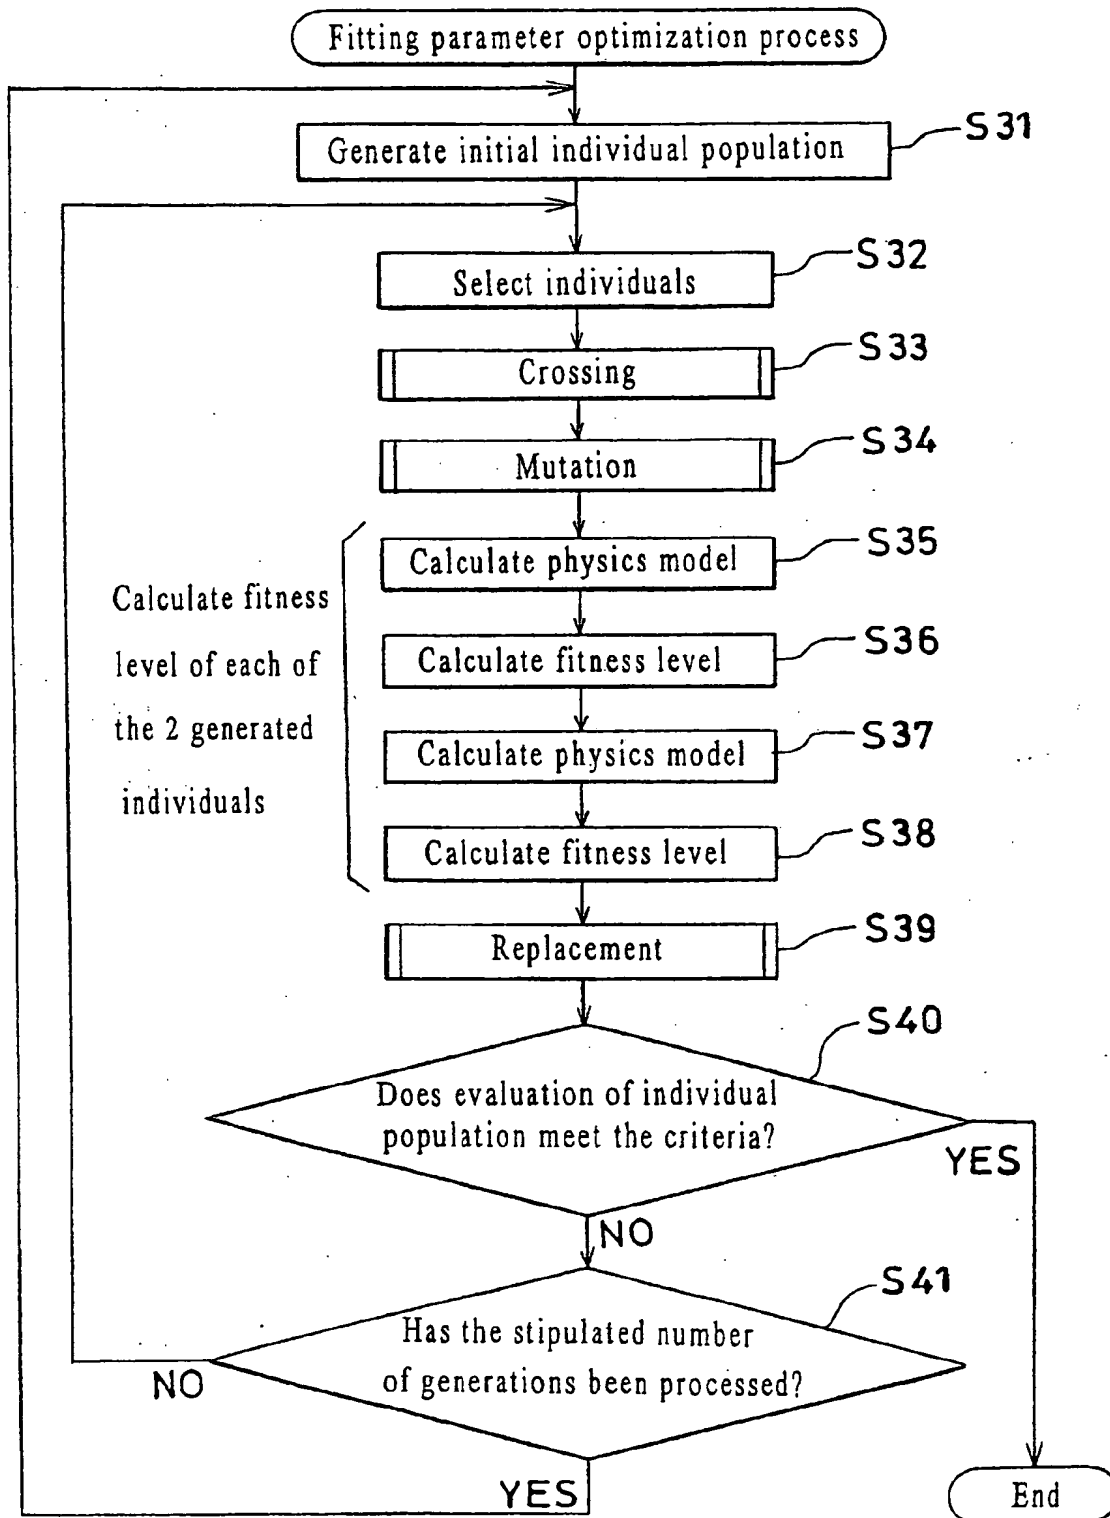 Fitting parameter optimization process
S31
Generate initial individual population
S32
Select individuals
S33
Crossing
S34
Mutation
S35
Calculate physics model
Calculate fitness
level of each of
the 2 generated
individuals
S36
Calculate fitness level
S37
Calculate physics model
S38
Calculate fitness level
S39
Replacement
S40
Does evaluation of individual
population meet the criteria?
YES
NO
S41
Has the stipulated number
of generations been processed?
NO
YES
End